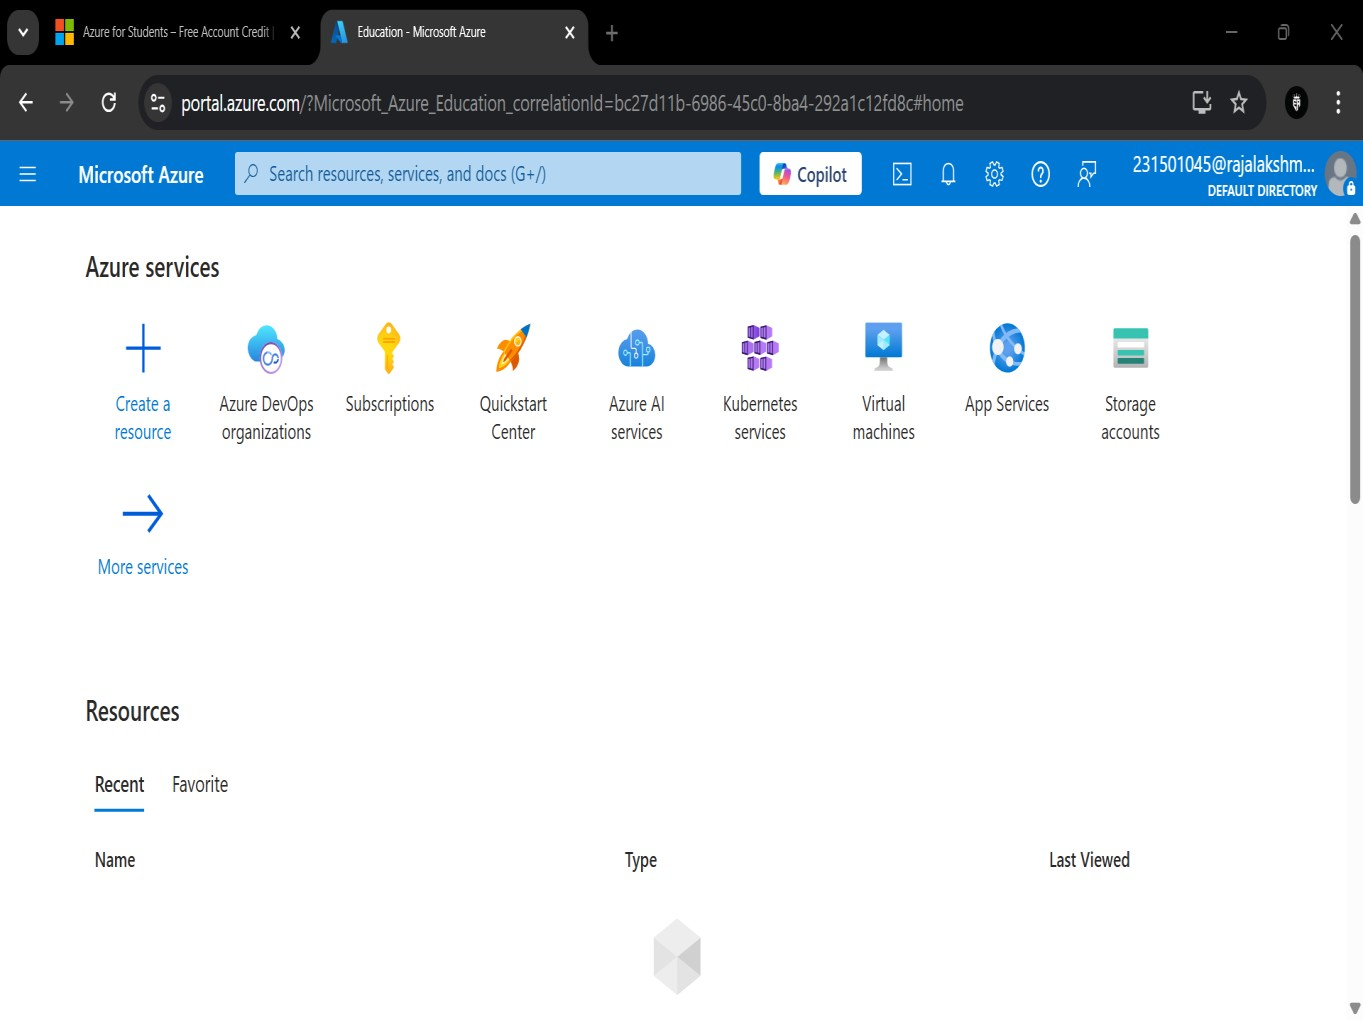 Azure for Students – Free Account Credit
Education - Microsoft Azure
portal.azure.com/?Microsoft_Azure_Education_correlationId=bc27d11b-6986-45c0-8ba4-292a1c12fd8c#home
Microsoft Azure
Search resources, services, and docs (G+/)
Copilot
231501045@rajalakshm...
DEFAULT DIRECTORY
Azure services
Create a
resource
Azure DevOps
organizations
Subscriptions
Quickstart
Center
Azure AI
services
Kubernetes
services
Virtual
machines
App Services
Storage
accounts
More services
Resources
Recent
Favorite
Name
Type
Last Viewed